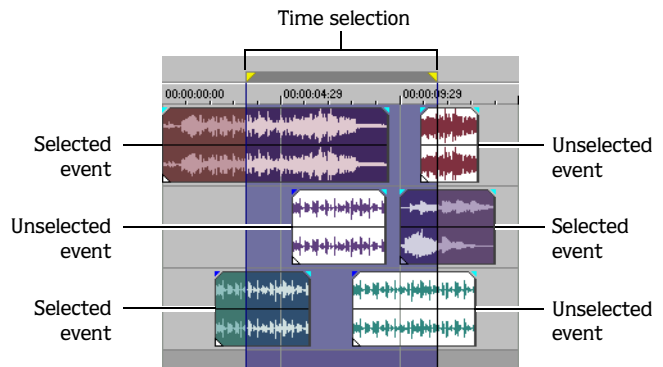 Time selection
00:00:00:00
00:00:04:29
00:00:09:29
Selected
event
Unselected
event
Unselected
event
Selected
event
Selected
event
Unselected
event